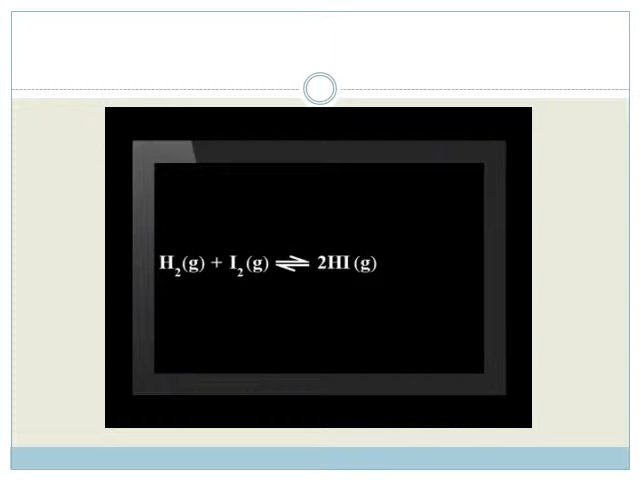 H₂(g) + I₂(g) ⇌ 2HI (g)